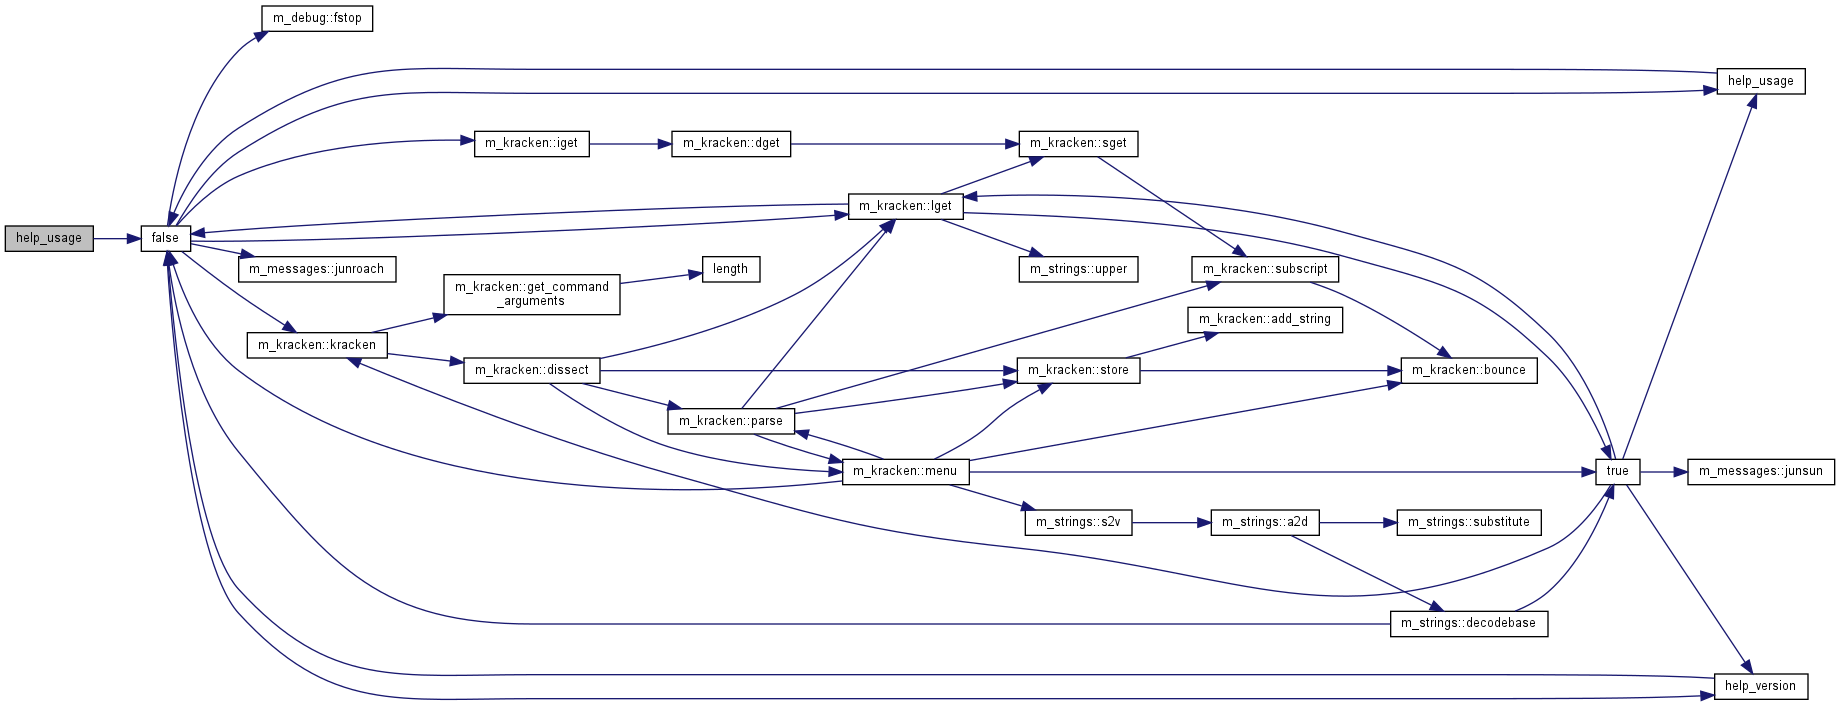 m_debug::fstop
help_usage
m_kracken::iget
m_kracken::dget
m_kracken::sget
m_kracken::lget
help_usage
false
m_messages::junroach
m_kracken::get_command
_arguments
length
m_strings::upper
m_kracken::subscript
m_kracken::add_string
m_kracken::kracken
m_kracken::dissect
m_kracken::store
m_kracken::bounce
m_kracken::parse
m_kracken::menu
true
m_messages::junsun
m_strings::s2v
m_strings::a2d
m_strings::substitute
m_strings::decodebase
help_version